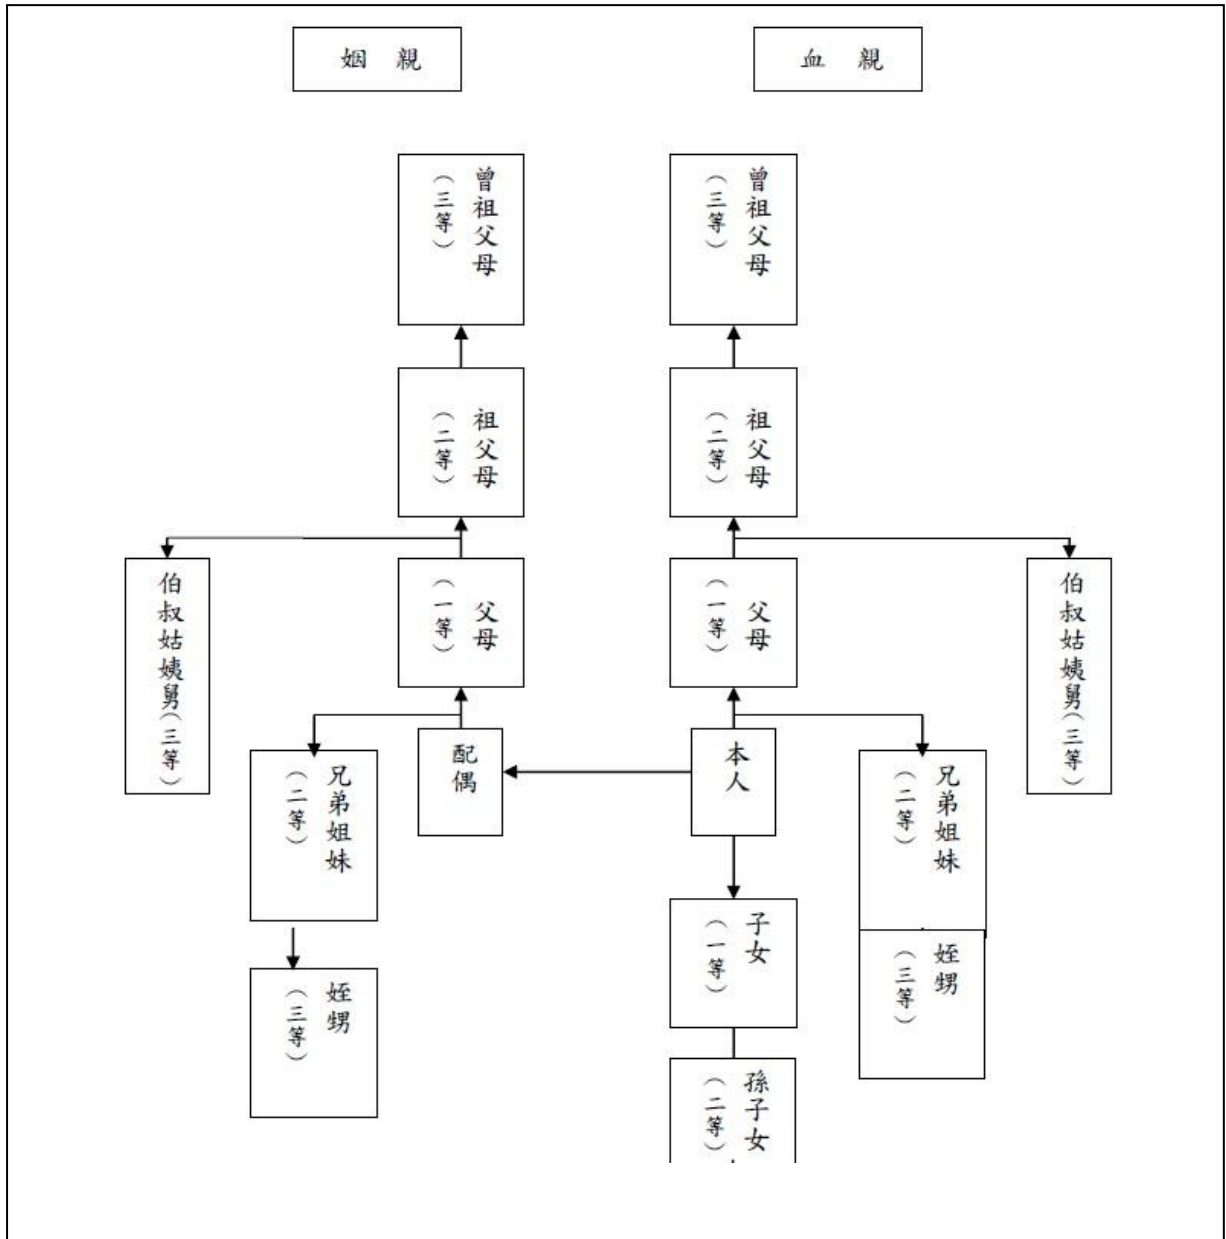 姻親
血親
曾祖父母
（三等）
曾祖父母
（三等）
祖父母
（二等）
祖父母
（二等）
伯叔姑姨舅（三等）
父母
（一等）
父母
（一等）
伯叔姑姨舅（三等）
兄弟姐妹
（二等）
配偶
本人
兄弟姐妹
（二等）
子女
（一等）
姪甥
（三等）
姪甥
（三等）
孫子女
（二等）